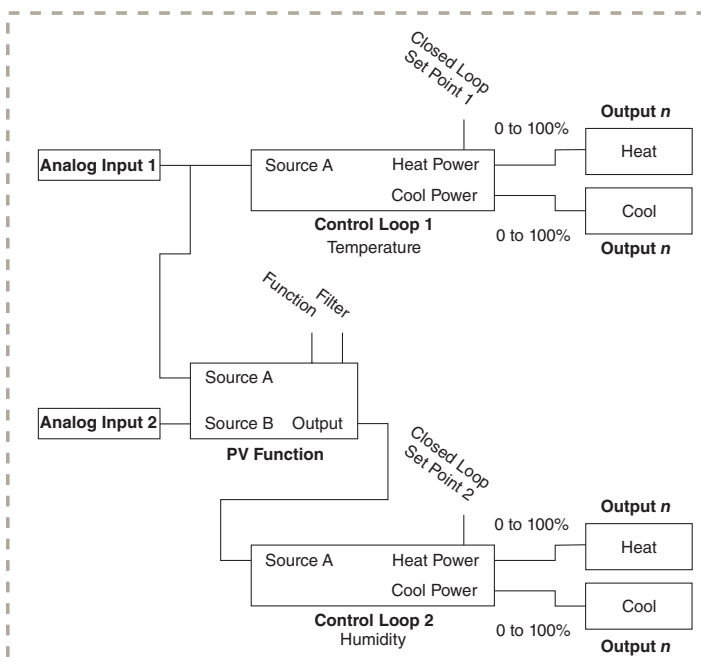 Closed Loop
Set Point 1
0 to 100%
Output n
Analog Input 1
Source A
Heat Power
Heat
Cool Power
Cool
Control Loop 1
0 to 100%
Temperature
Output n
Function
Filter
Source A
Analog Input 2
Source B
Output
PV Function
Closed Loop
Set Point 2
Output n
0 to 100%
Source A
Heat Power
Heat
Cool Power
Cool
Control Loop 2
0 to 100%
Humidity
Output n